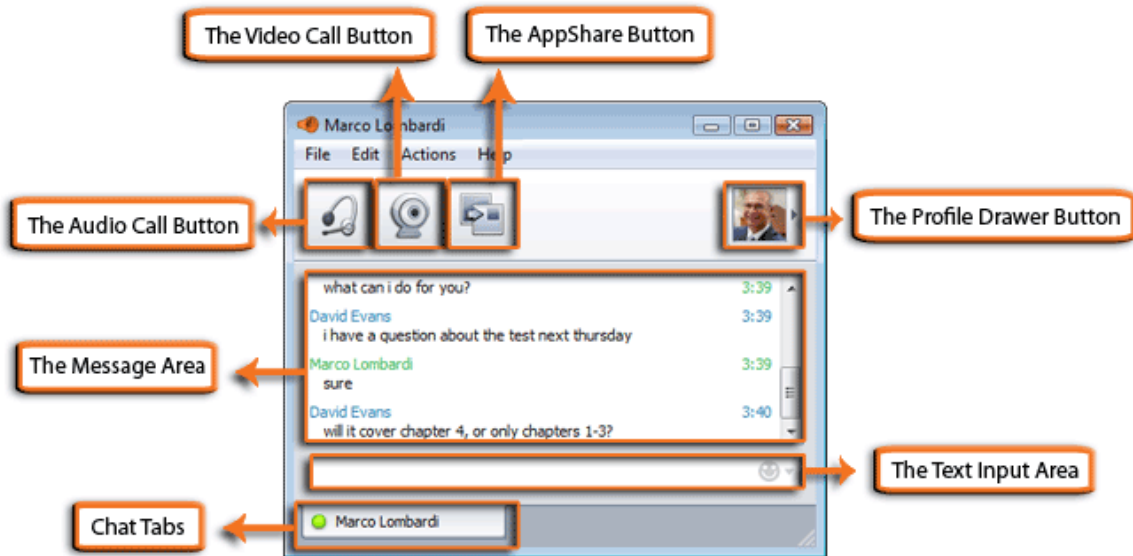 The Video Call Button
The AppShare Button
Marco Lombardi
File Edit Actions Help
The Audio Call Button
The Profile Drawer Button
what can i do for you? 3:39
David Evans 3:39
i have a question about the test next thursday
The Message Area
Marco Lombardi 3:39
sure
David Evans 3:40
will it cover chapter 4, or only chapters 1-3?
The Text Input Area
Chat Tabs
Marco Lombardi